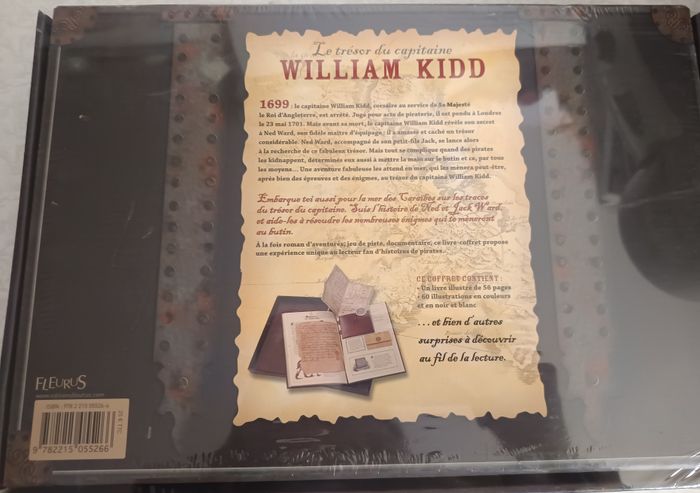 Le trésor du capitaine
WILLIAM KIDD
1699 : le capitaine William Kidd, corsaire au service de Sa Majesté
le Roi d'Angleterre, est arrêté. Jugé pour acte de piraterie, il est pendu à Londres
le 23 mai 1701. Mais avant sa mort, le capitaine William Kidd révèle son secret
à Ned Ward, son fidèle maître d'équipage : il a amassé et caché un trésor
considérable. Ned Ward, accompagné de son petit-fils Jack, se lance alors
à la recherche de ce fabuleux trésor. Mais tout se complique quand des pirates
les kidnappent, déterminés eux aussi à mettre la main sur le butin et ce, par tous
les moyens... Une aventure fabuleuse les attend en mer, qui les mènera peut-être,
après bien des épreuves et des énigmes, au trésor du capitaine William Kidd.
Embarque toi aussi pour la mer des Caraïbes sur les traces
du trésor du capitaine. Suis l'histoire de Ned et Jack Ward,
et aide-les à résoudre les nombreuses énigmes qui te mèneront
au butin.
À la fois roman d'aventures, jeu de piste, documentaire, ce livre-coffret propose
une expérience unique au lecteur fan d'histoires de pirates.
CE COFFRET CONTIENT :
- Un livre illustré de 56 pages
- 60 illustrations en couleurs
et en noir et blanc
... et bien d'autres
surprises à découvrir
au fil de la lecture.
FLEURUS
9 782215 055266